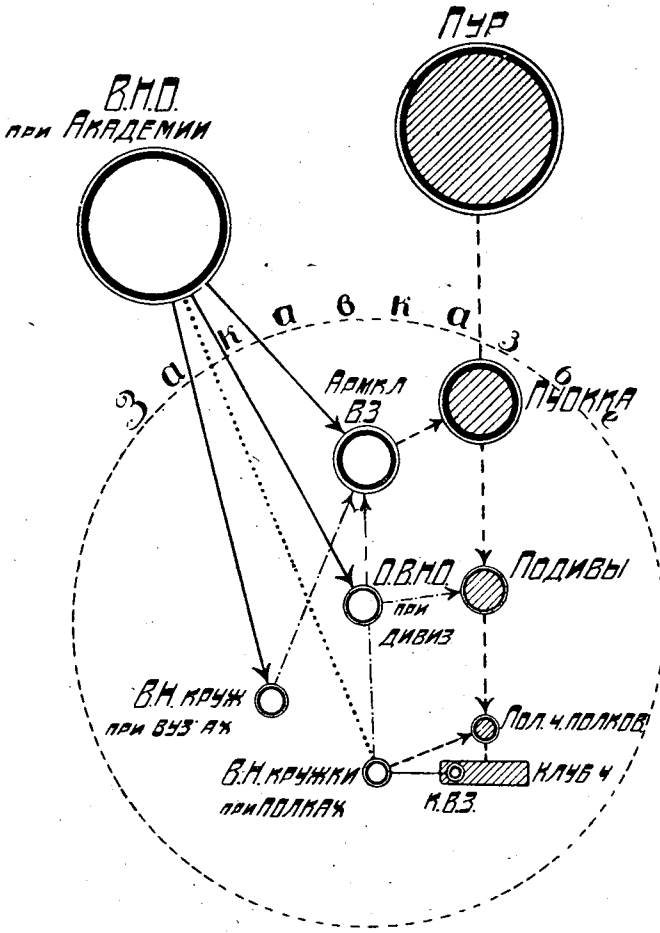 ПУР
В.Н.О.
при Академии
Закавказье
Армкл
ВЗ
ПУОККА
О.В.Н.О.
при
дивиз
Подивы
В.Н. круж
при ВУЗ'ах
Пол. ч. полков
В.Н. кружки
при полках
Клуб ч
К.В.З.